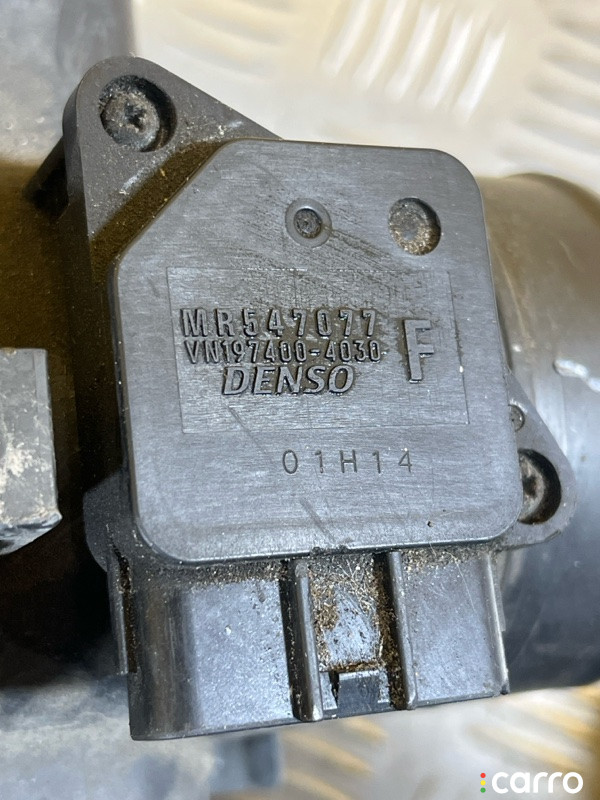 MR547077
VN197400-4030
F
DENSO
01H14
carro